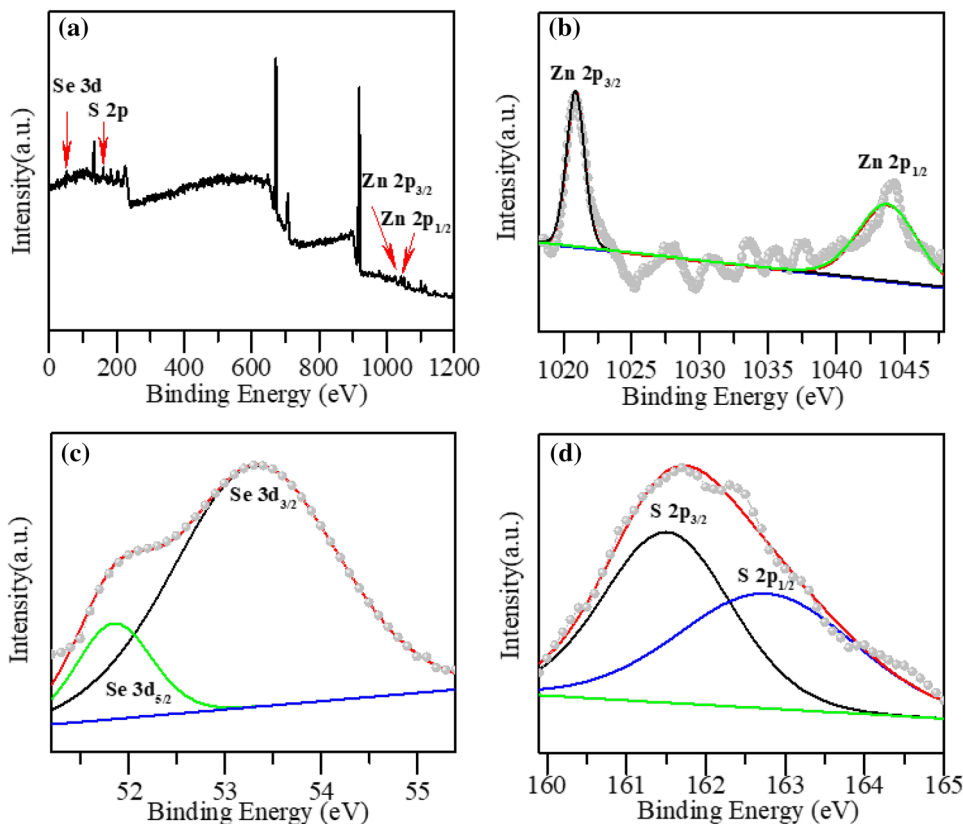 (a)
Se 3d
S 2p
Zn 2p3/2
Zn 2p1/2
Intensity(a.u.)
0 200 400 600 800 1000 1200
Binding Energy (eV)
(b)
Zn 2p3/2
Zn 2p1/2
Intensity(a.u.)
1020 1025 1030 1035 1040 1045
Binding Energy (eV)
(c)
Se 3d3/2
Se 3d5/2
Intensity(a.u.)
52 53 54 55
Binding Energy (eV)
(d)
S 2p3/2
S 2p1/2
Intensity(a.u.)
160 161 162 163 164 165
Binding Energy (eV)